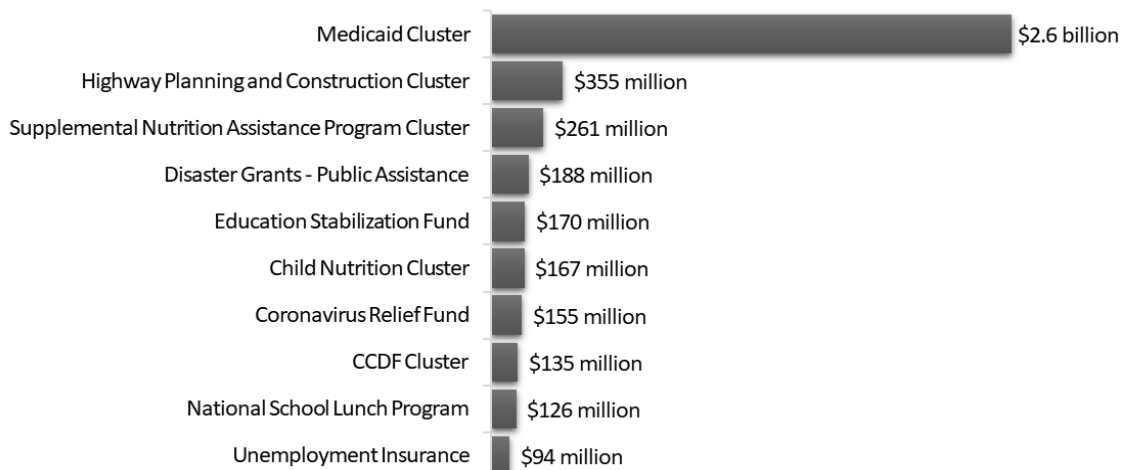 Medicaid Cluster $2.6 billion
Highway Planning and Construction Cluster $355 million
Supplemental Nutrition Assistance Program Cluster $261 million
Disaster Grants - Public Assistance $188 million
Education Stabilization Fund $170 million
Child Nutrition Cluster $167 million
Coronavirus Relief Fund $155 million
CCDF Cluster $135 million
National School Lunch Program $126 million
Unemployment Insurance $94 million